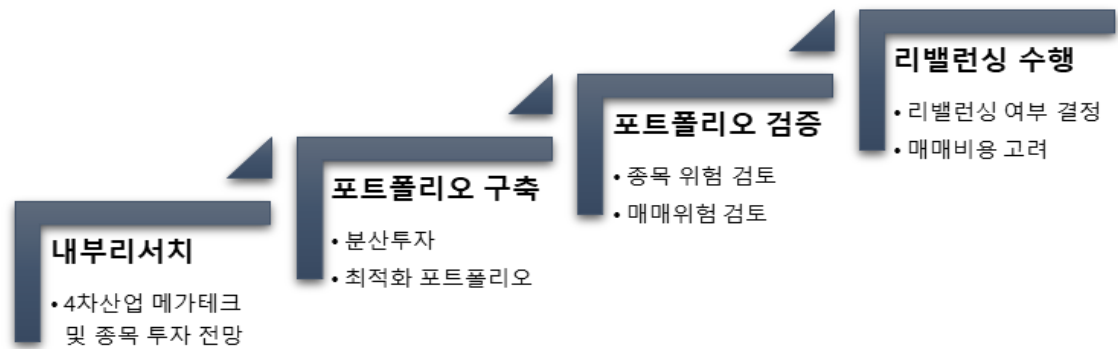 내부리서치
• 4차산업 메가테크
및 종목 투자 전망
포트폴리오 구축
• 분산투자
• 최적화 포트폴리오
포트폴리오 검증
• 종목 위험 검토
• 매매위험 검토
리밸런싱 수행
• 리밸런싱 여부 결정
• 매매비용 고려